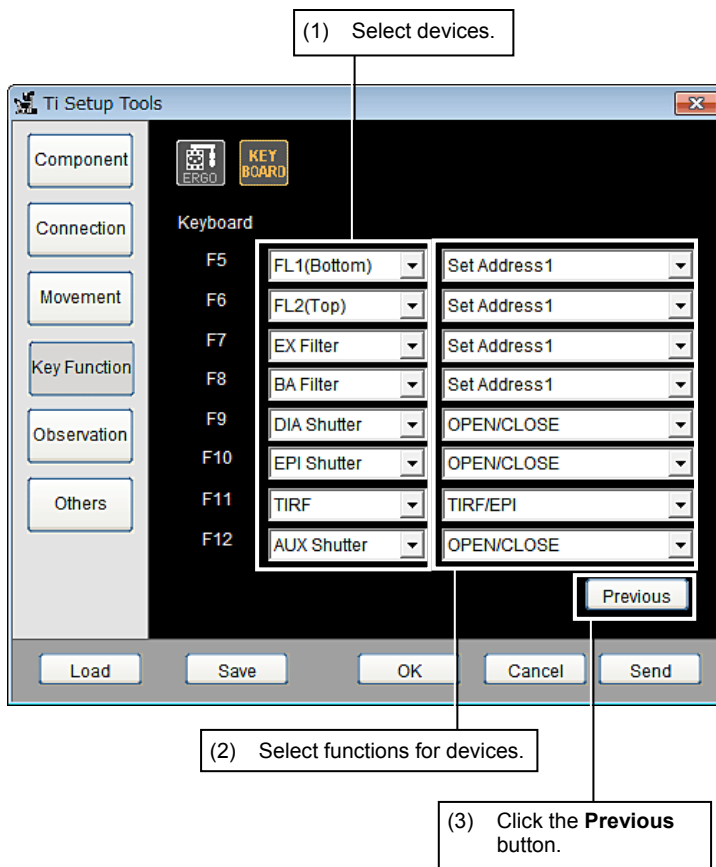 (1) Select devices.
Ti Setup Tools
Component
ERGO
KEY
BOARD
Connection
Keyboard
F5 FL1(Bottom) Set Address1
Movement
F6 FL2(Top) Set Address1
F7 EX Filter Set Address1
Key Function
F8 BA Filter Set Address1
F9 DIA Shutter OPEN/CLOSE
Observation
F10 EPI Shutter OPEN/CLOSE
Others
F11 TIRF TIRF/EPI
F12 AUX Shutter OPEN/CLOSE
Previous
Load Save OK Cancel Send
(2) Select functions for devices.
(3) Click the Previous
button.